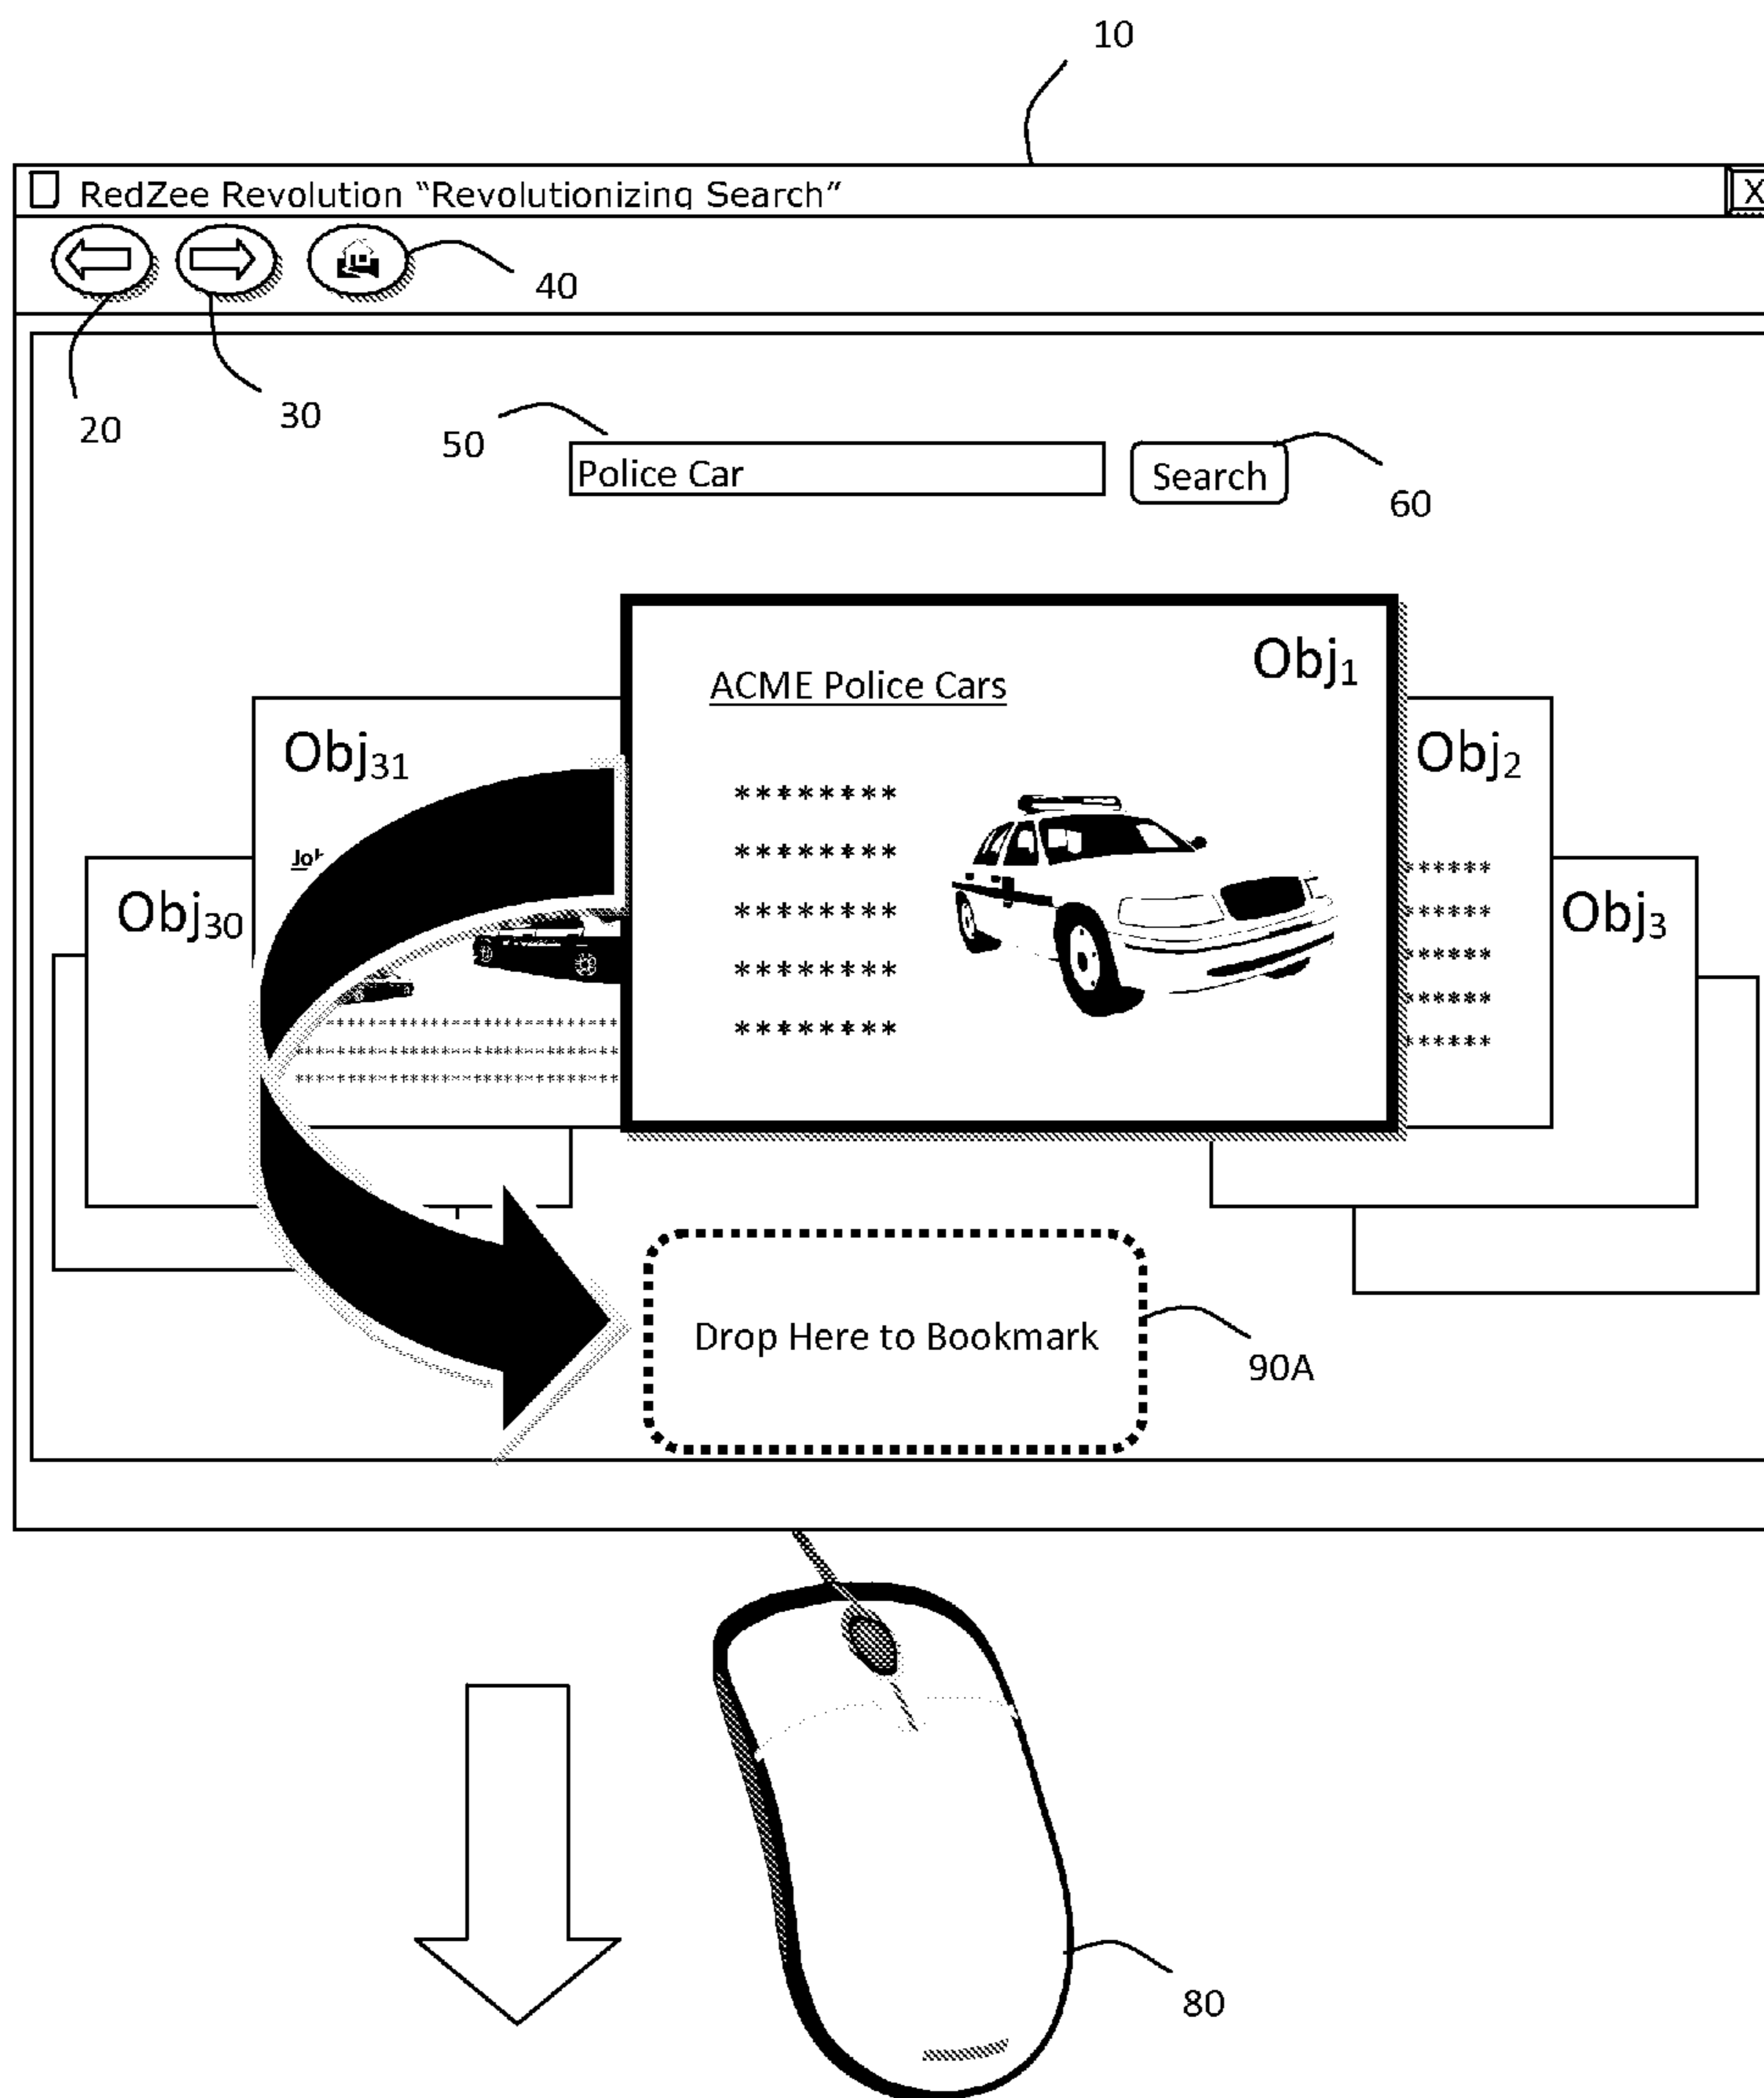 10
RedZee Revolution “Revolutionizing Search”
X
40
20
30
50
Police Car
Search
60
Obj1
ACME Police Cars
Obj31
Obj2
********
********
********
********
********
Obj30
Obj3
*****
*****
*****
*****
*****
Drop Here to Bookmark
90A
80